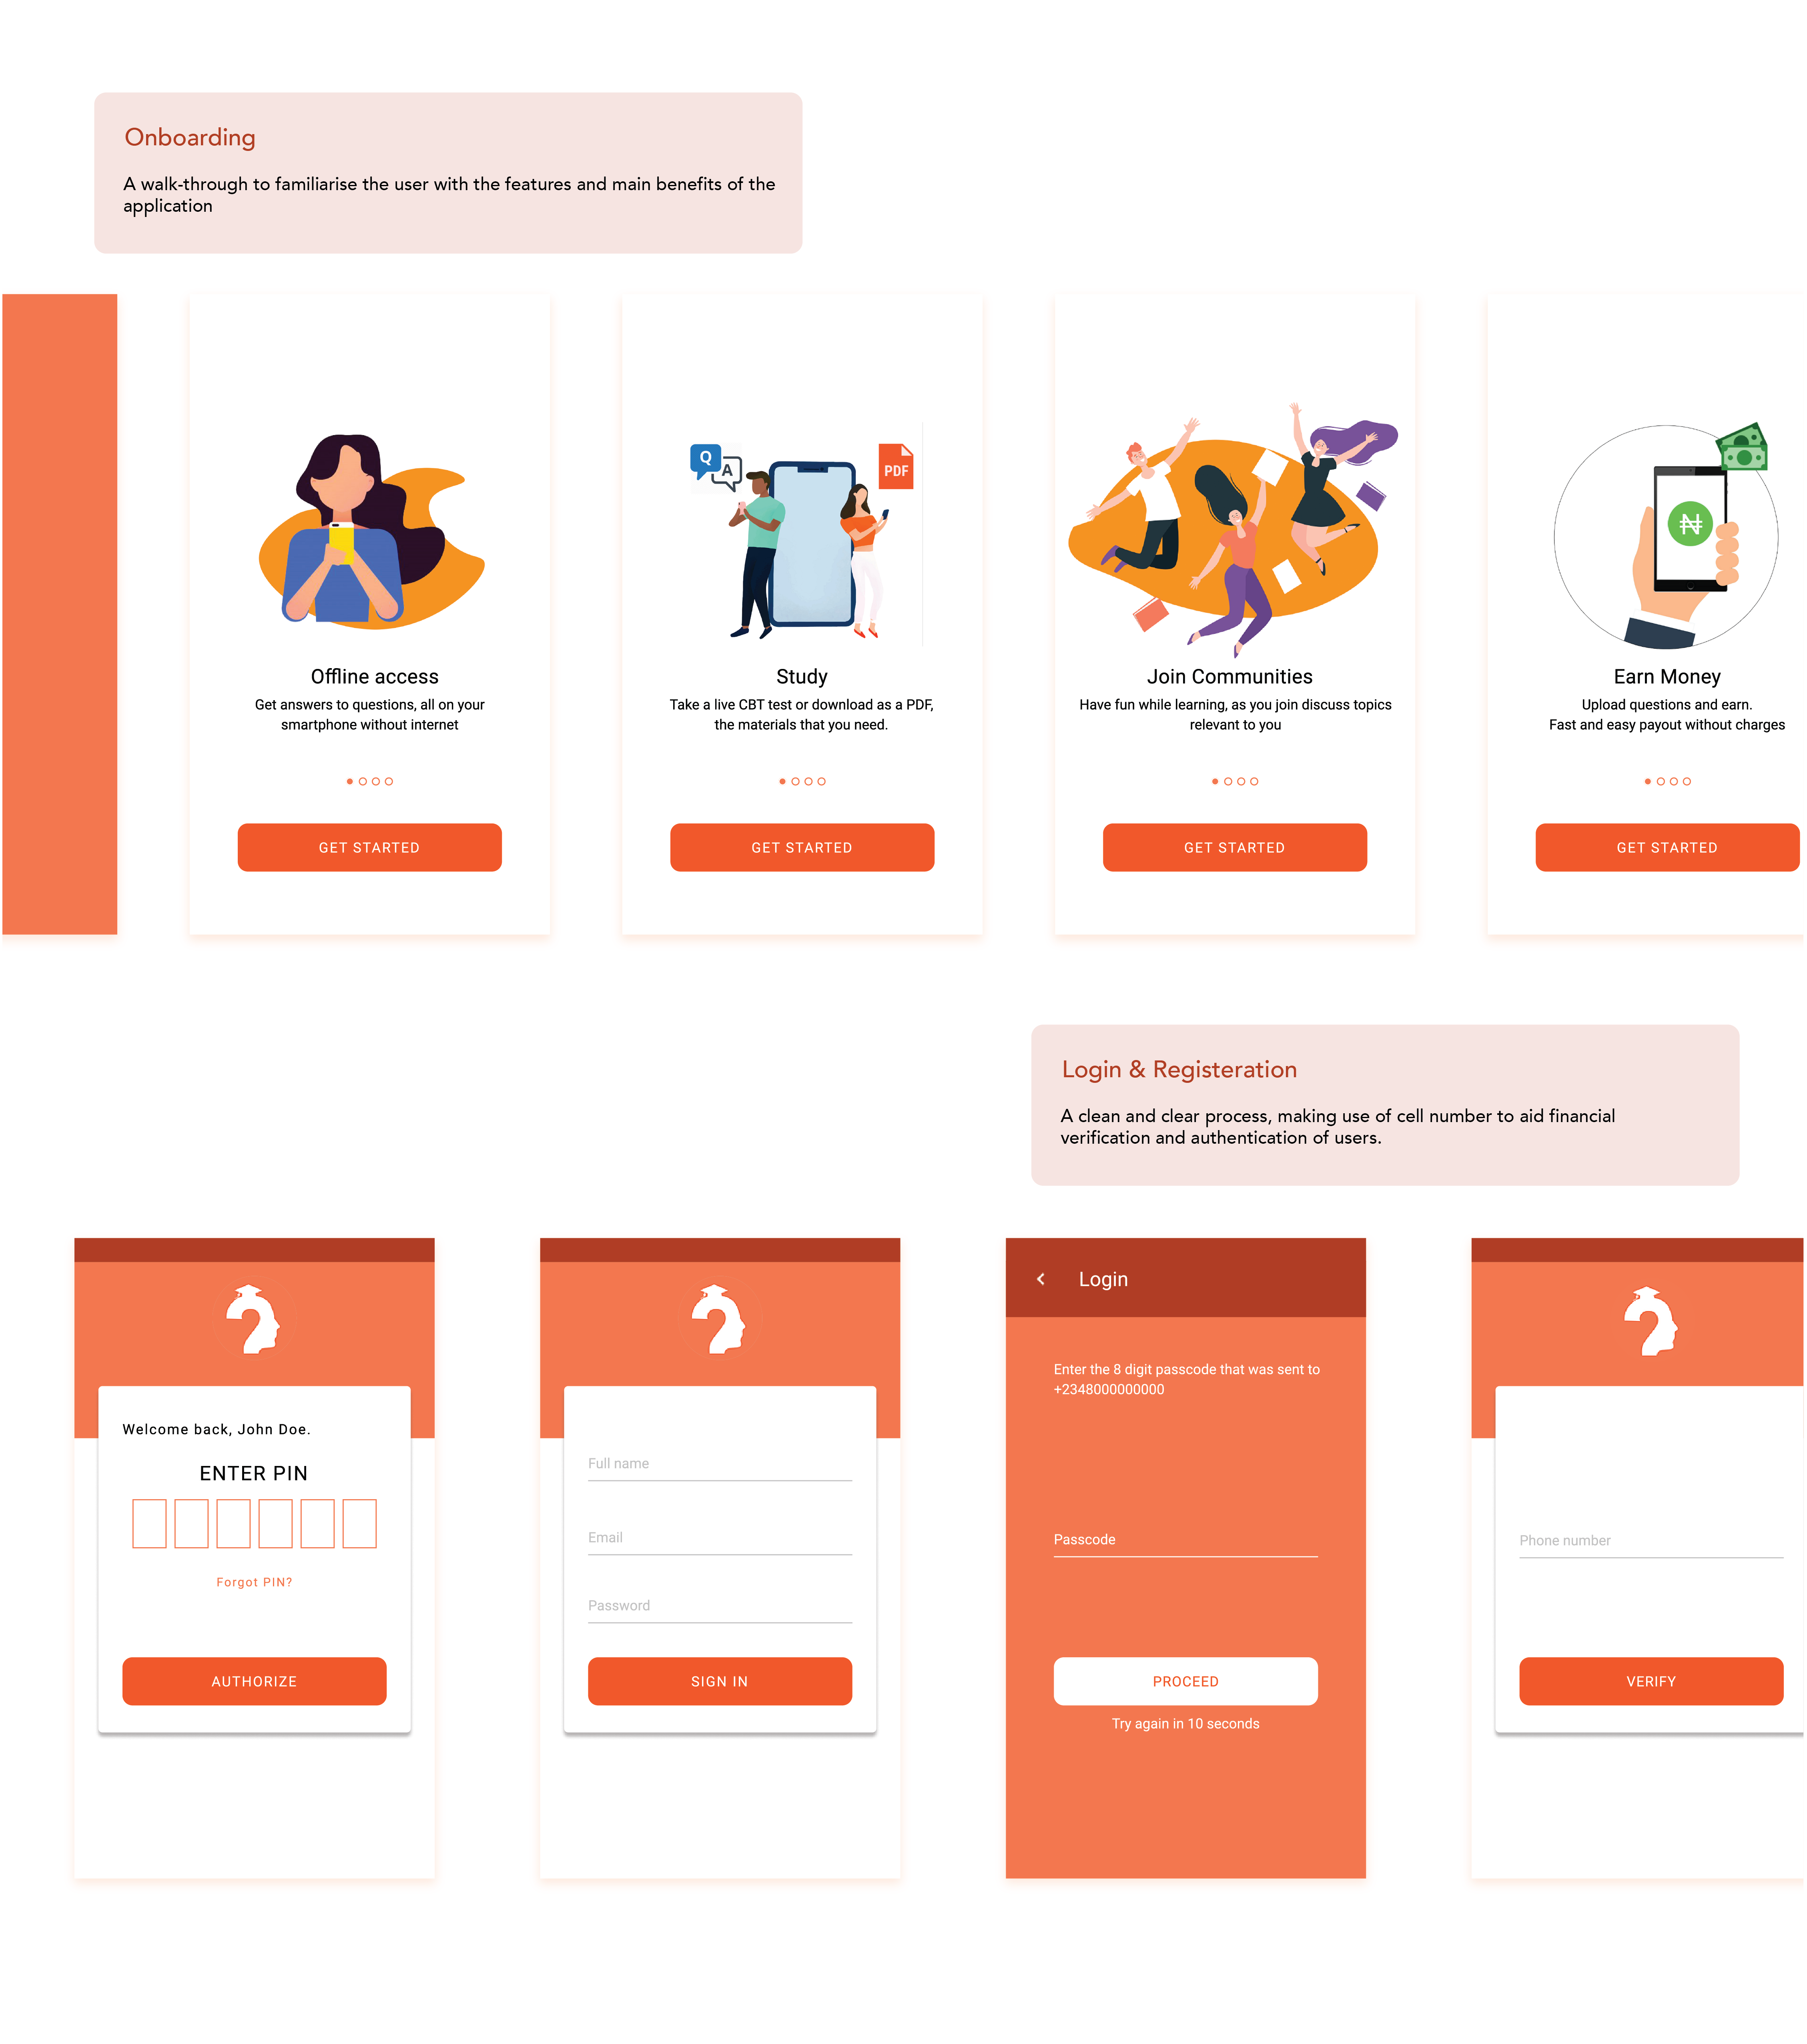 Onboarding
A walk-through to familiarise the user with the features and main benefits of the
application
Q
A
PDF
₦
Offline access
Get answers to questions, all on your
smartphone without internet
GET STARTED
Study
Take a live CBT test or download as a PDF,
the materials that you need.
GET STARTED
Join Communities
Have fun while learning, as you join discuss topics
relevant to you
GET STARTED
Earn Money
Upload questions and earn.
Fast and easy payout without charges
GET STARTED
Login & Registeration
A clean and clear process, making use of cell number to aid financial
verification and authentication of users.
Welcome back, John Doe.
ENTER PIN
Forgot PIN?
AUTHORIZE
Full name
Email
Password
SIGN IN
Login
Enter the 8 digit passcode that was sent to
+2348000000000
Passcode
PROCEED
Try again in 10 seconds
Phone number
VERIFY